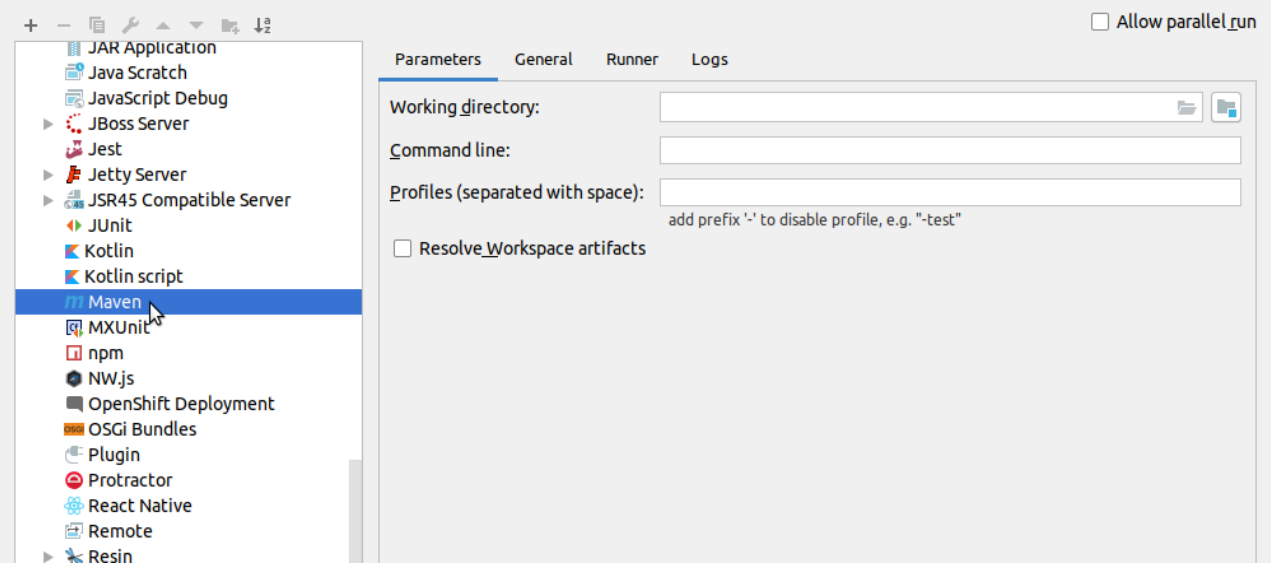 Allow parallel run
JAR Application
Java Scratch
JavaScript Debug
JBoss Server
Jest
Jetty Server
JSR45 Compatible Server
JUnit
Kotlin
Kotlin script
Maven
MXUnit
npm
NW.js
OpenShift Deployment
OSGi Bundles
Plugin
Protractor
React Native
Remote
Resin
Parameters General Runner Logs
Working directory:
Command line:
Profiles (separated with space):
add prefix '-' to disable profile, e.g. "-test"
Resolve Workspace artifacts